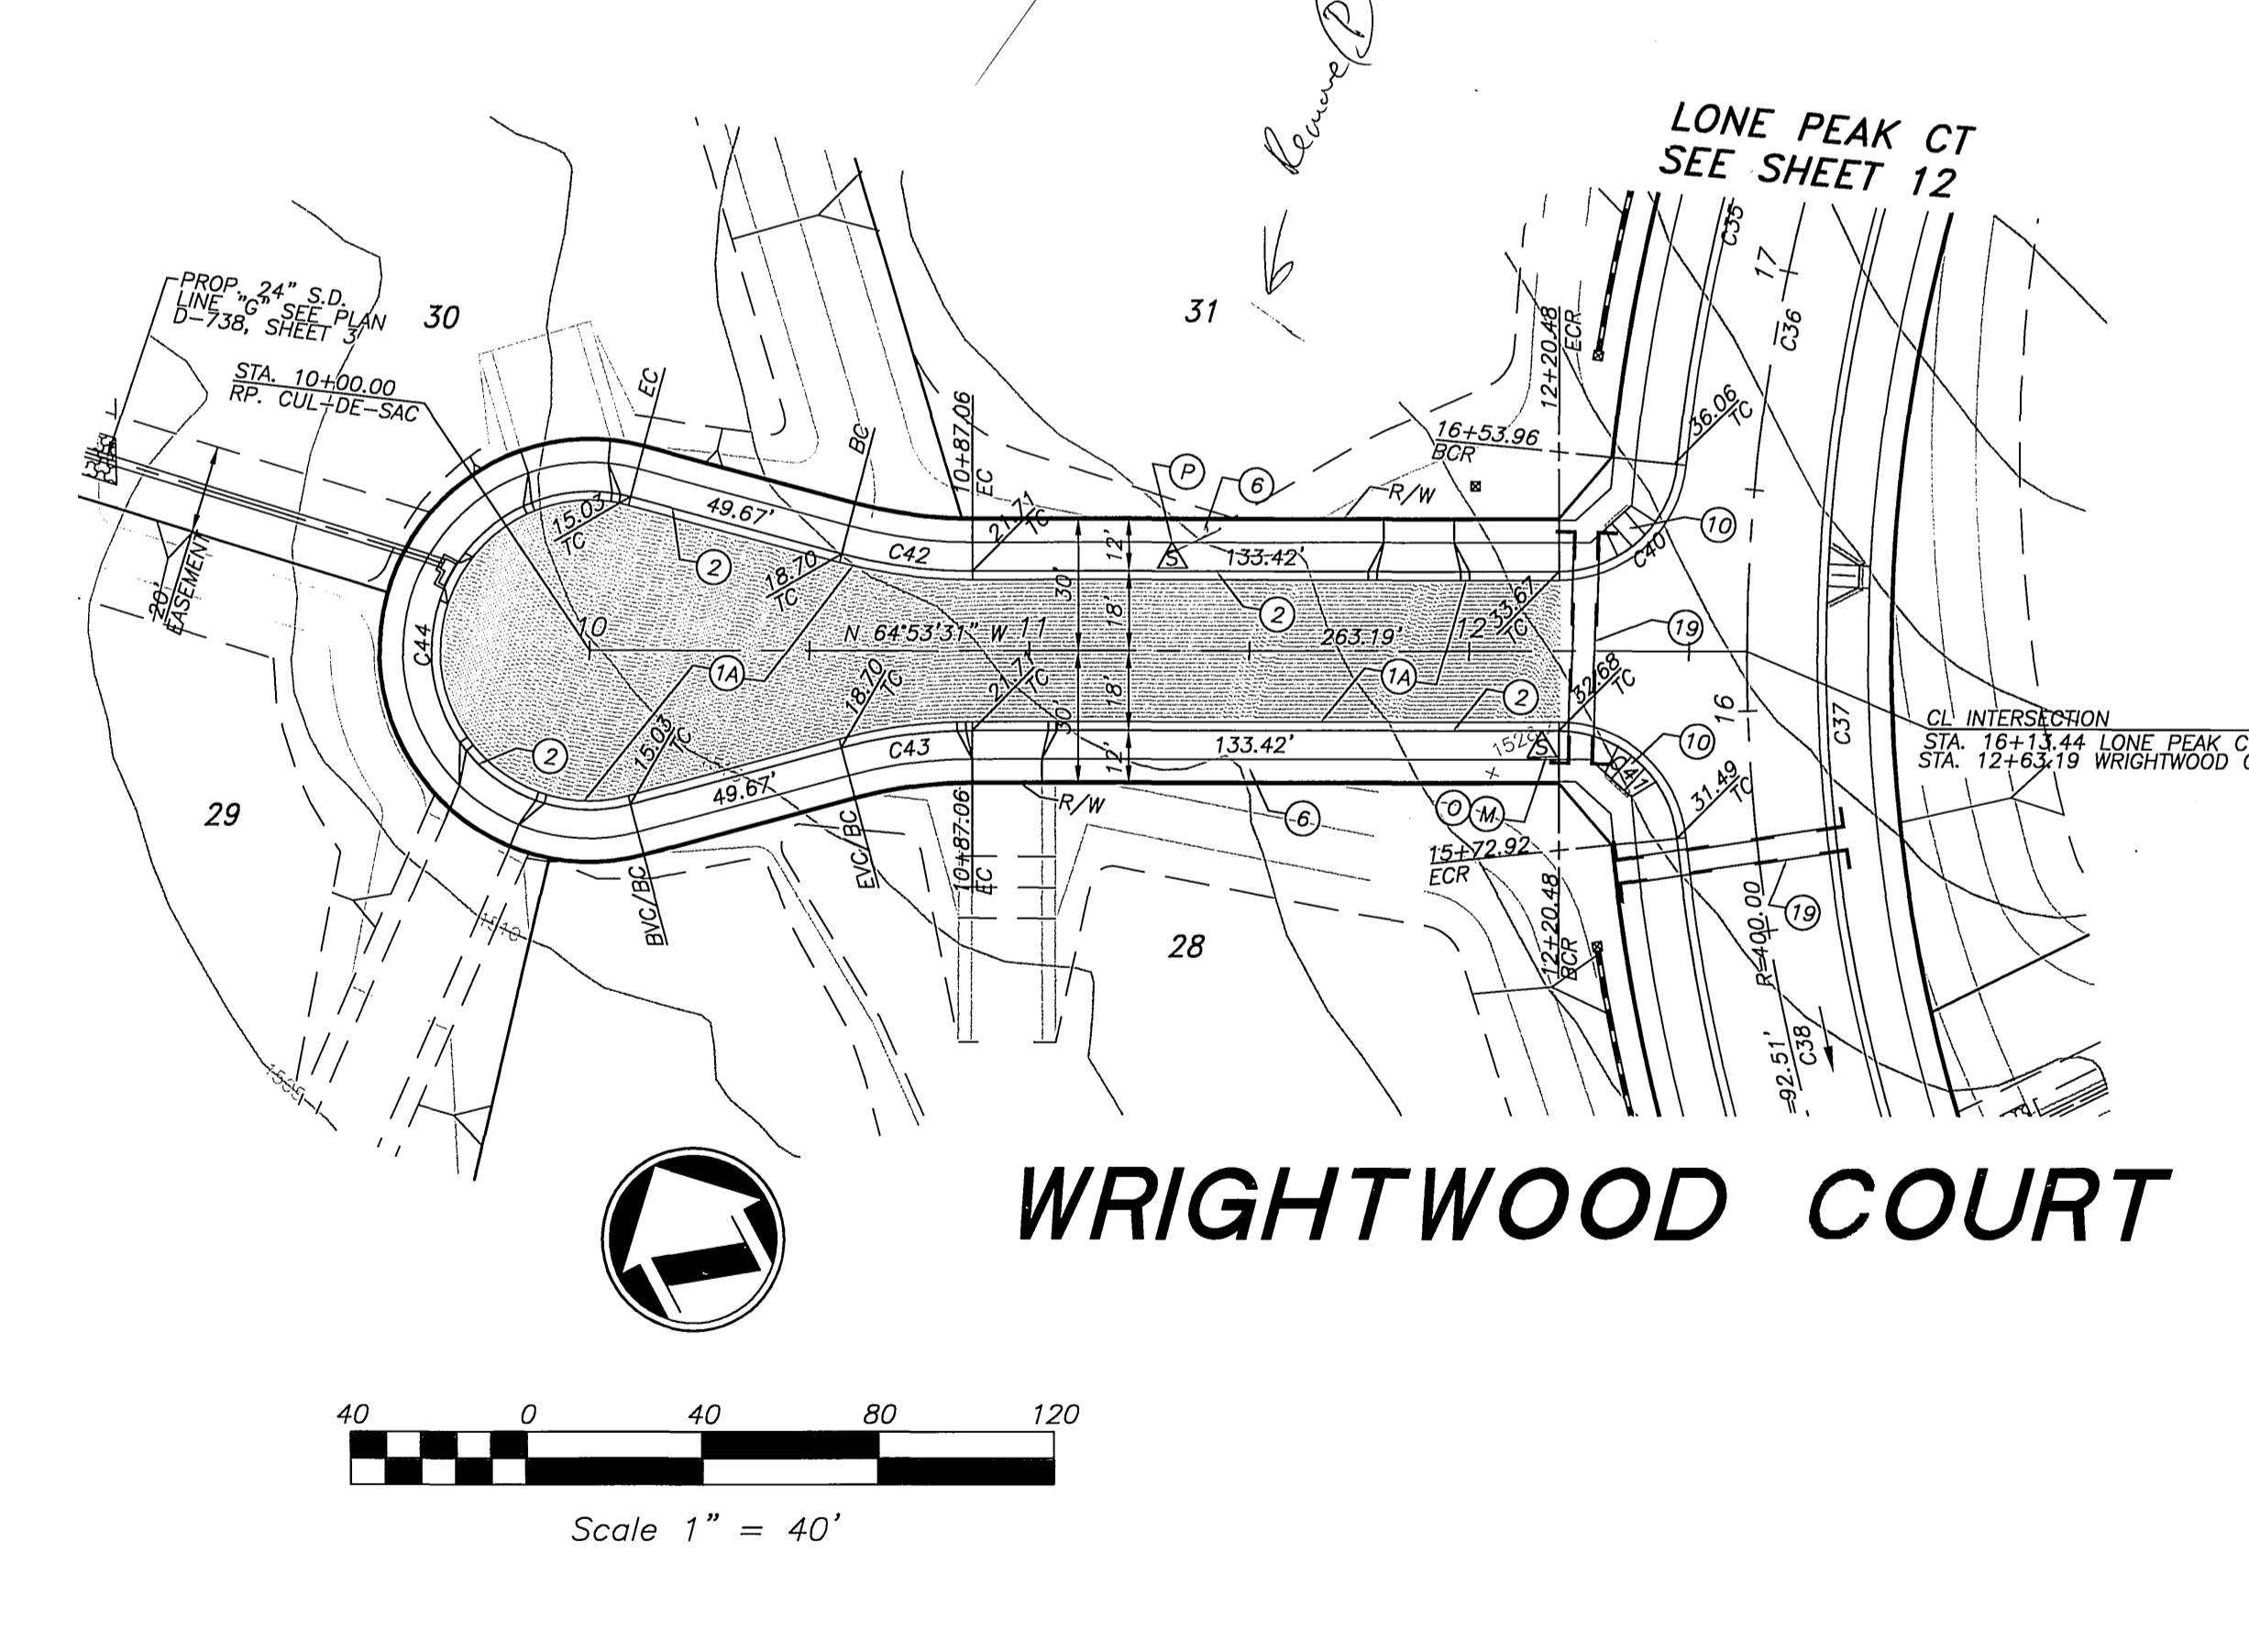 Remove P
LONE PEAK CT
SEE SHEET 12
C35
17
C36
PROP. 24" S.D.
LINE "G" SEE PLAN
D-738, SHEET 3
30
31
STA. 10+00.00
RP. CUL-DE-SAC
EC
BC
10+87.06
EC
12+20.48
ECR
16+53.96
BCR
36.06
TC
P
6
R/W
10
C40
20'
EASEMENT
15.03
TC
49.67'
2
18.70
TC
C42
21.71
TC
12'
30'
S
133.42'
18'
2
33.67
TC
C44
10
N 64°53'31" W
11
263.19'
12
19
1A
18.70
TC
21.71
TC
18'
30'
1A
2
32.68
TC
16
C37
CL INTERSECTION
STA. 16+13.44 LONE PEAK C
STA. 12+63.19 WRIGHTWOOD C
2
15.03
TC
49.67'
C43
12'
133.42'
S
10
C41
31.49
TC
29
R/W
6
O
M
15+72.92
ECR
BVC/BC
EVC/BC
10+87.06
EC
28
12+20.48
BCR
19
R=400.00
1510
1505
=92.51'
C38
WRIGHTWOOD COURT
40 0 40 80 120
Scale 1" = 40'